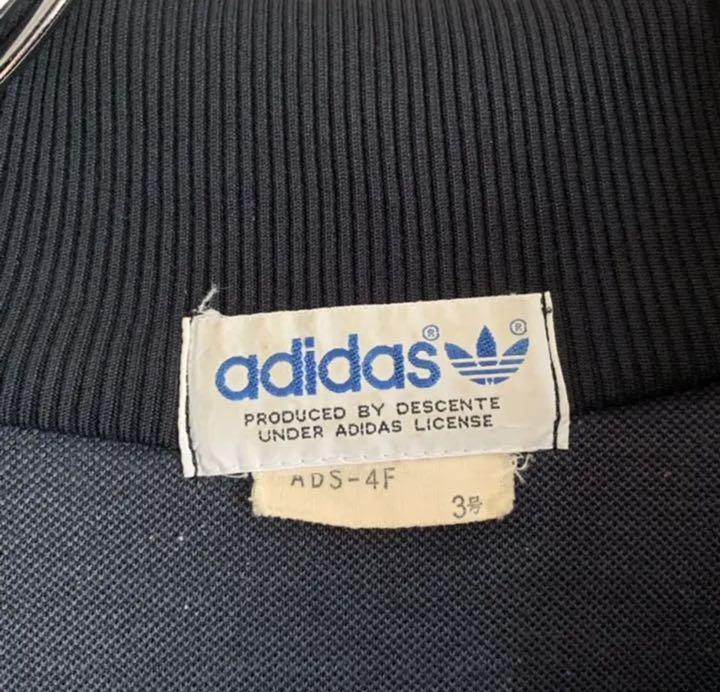 adidas® ®
PRODUCED BY DESCENTE
UNDER ADIDAS LICENSE
ADS-4F
3号